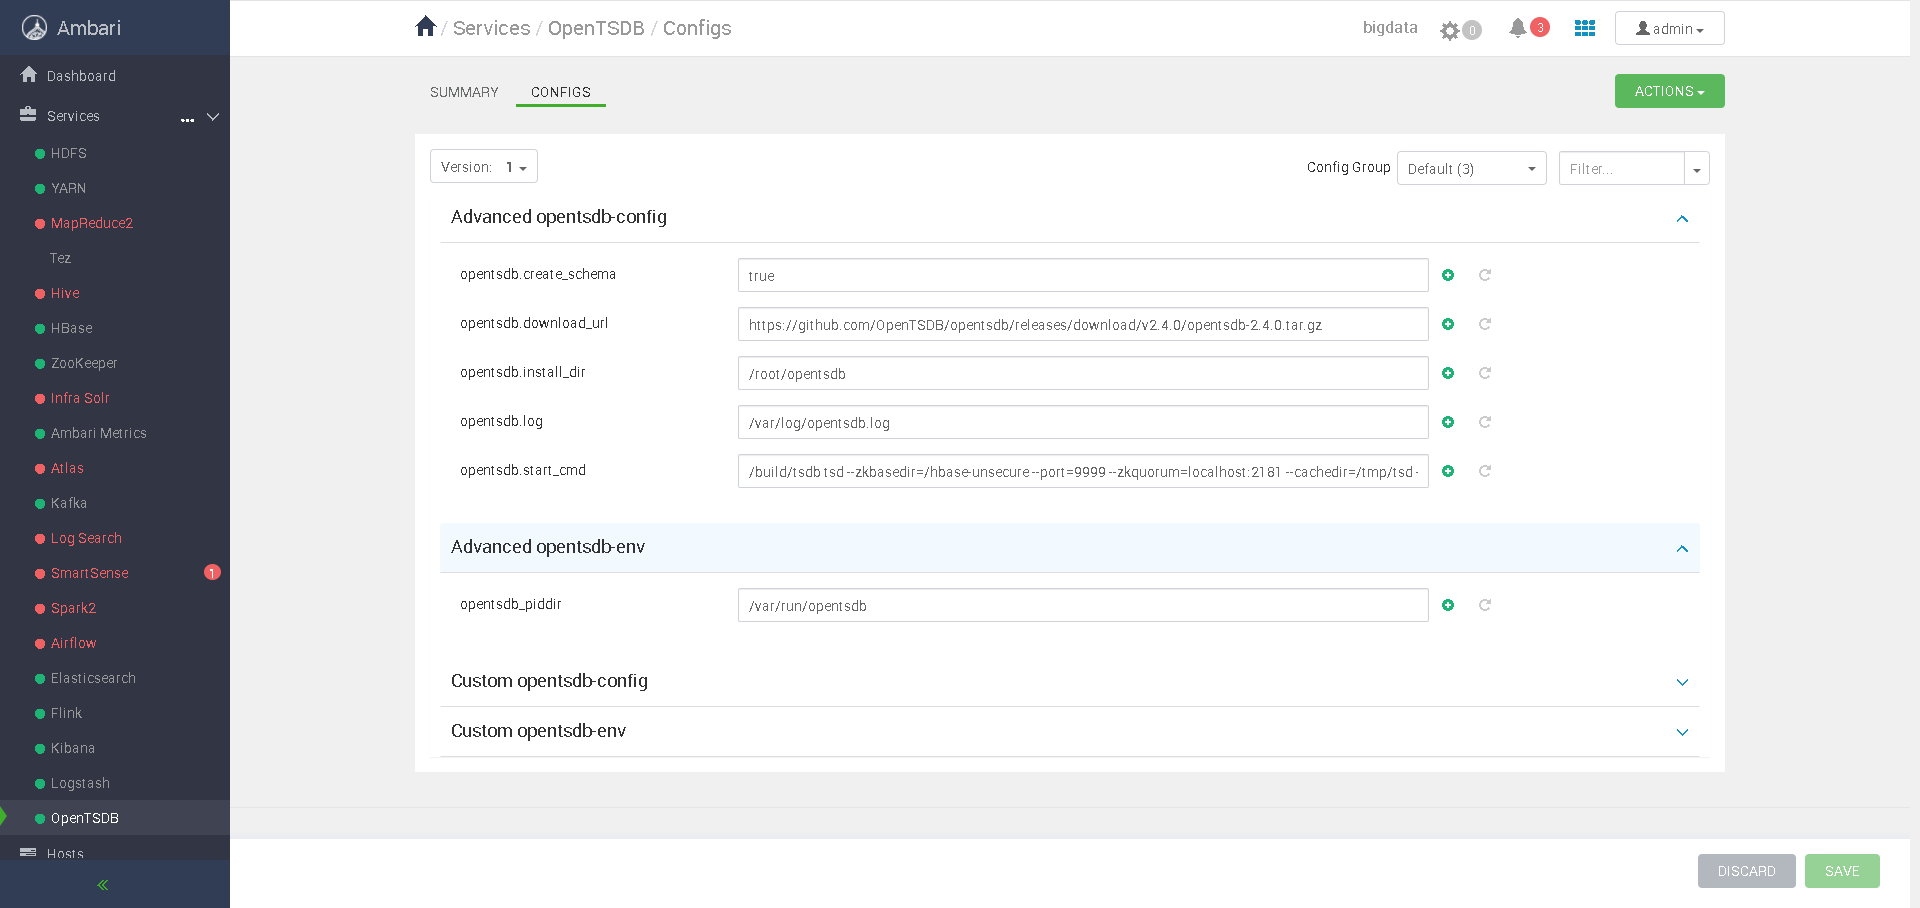 Ambari
Dashboard
Services ...
HDFS
YARN
MapReduce2
Tez
Hive
HBase
ZooKeeper
Infra Solr
Ambari Metrics
Atlas
Kafka
Log Search
SmartSense 1
Spark2
Airflow
Elasticsearch
Flink
Kibana
Logstash
OpenTSDB
Hosts
/ Services / OpenTSDB / Configs
bigdata 0 3 admin
SUMMARY CONFIGS
ACTIONS
Version: 1
Config Group Default (3) Filter...
Advanced opentsdb-config
opentsdb.create_schema true
opentsdb.download_url https://github.com/OpenTSDB/opentsdb/releases/download/v2.4.0/opentsdb-2.4.0.tar.gz
opentsdb.install_dir /root/opentsdb
opentsdb.log /var/log/opentsdb.log
opentsdb.start_cmd /build/tsdb tsd --zkbasedir=/hbase-unsecure --port=9999 --zkquorum=localhost:2181 --cachedir=/tmp/tsd -
Advanced opentsdb-env
opentsdb_piddir /var/run/opentsdb
Custom opentsdb-config
Custom opentsdb-env
DISCARD SAVE